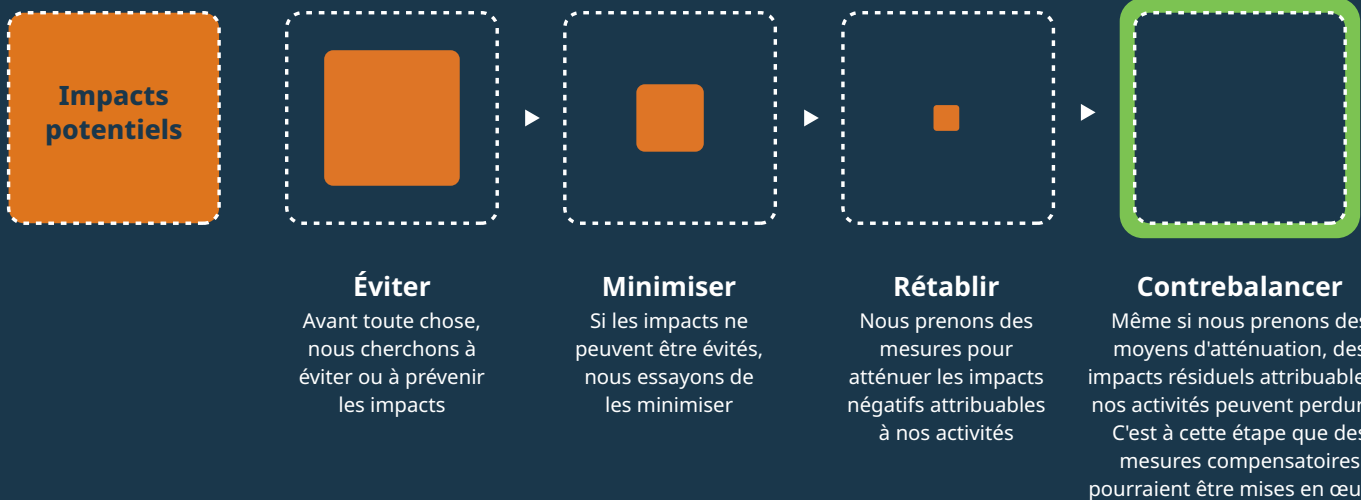 Impacts
potentiels
Éviter
Avant toute chose,
nous cherchons à
éviter ou à prévenir
les impacts
Minimiser
Si les impacts ne
peuvent être évités,
nous essayons de
les minimiser
Rétablir
Nous prenons des
mesures pour
atténuer les impacts
négatifs attribuables
à nos activités
Contrebalancer
Même si nous prenons des
moyens d'atténuation, des
impacts résiduels
nos activités peuvent
C'est à cette étape que des
mesures compensatoires
pourraient être mises en